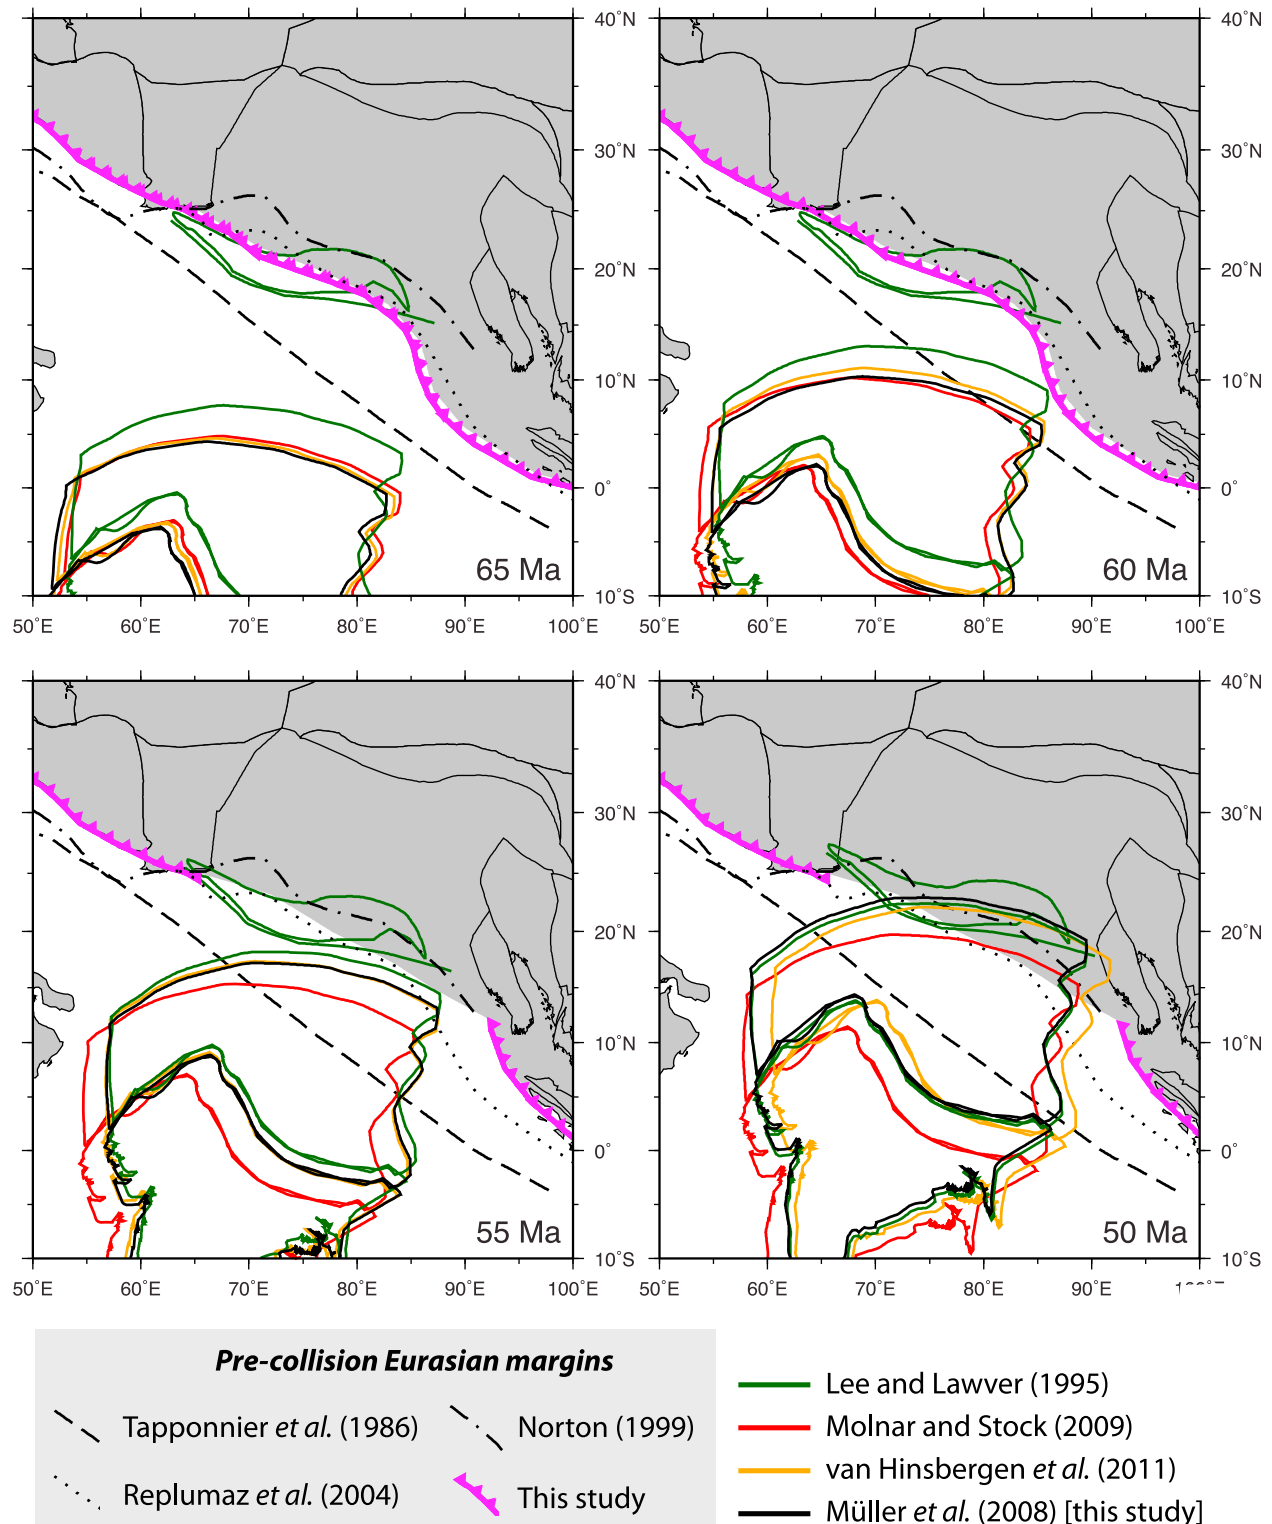 40°N
40°N
30°N
30°N
20°N
20°N
10°N
10°N
0°
0°
65 Ma
60 Ma
10°S
10°S
50°E 60°E 70°E 80°E 90°E 100°E
50°E 60°E 70°E 80°E 90°E 100°E
40°N
40°N
30°N
30°N
20°N
20°N
10°N
10°N
0°
0°
55 Ma
50 Ma
10°S
10°S
50°E 60°E 70°E 80°E 90°E 100°E
50°E 60°E 70°E 80°E 90°E
Pre-collision Eurasian margins
Tapponnier et al. (1986)
Norton (1999)
Replumaz et al. (2004)
This study
Lee and Lawver (1995)
Molnar and Stock (2009)
van Hinsbergen et al. (2011)
Müller et al. (2008) [this study]